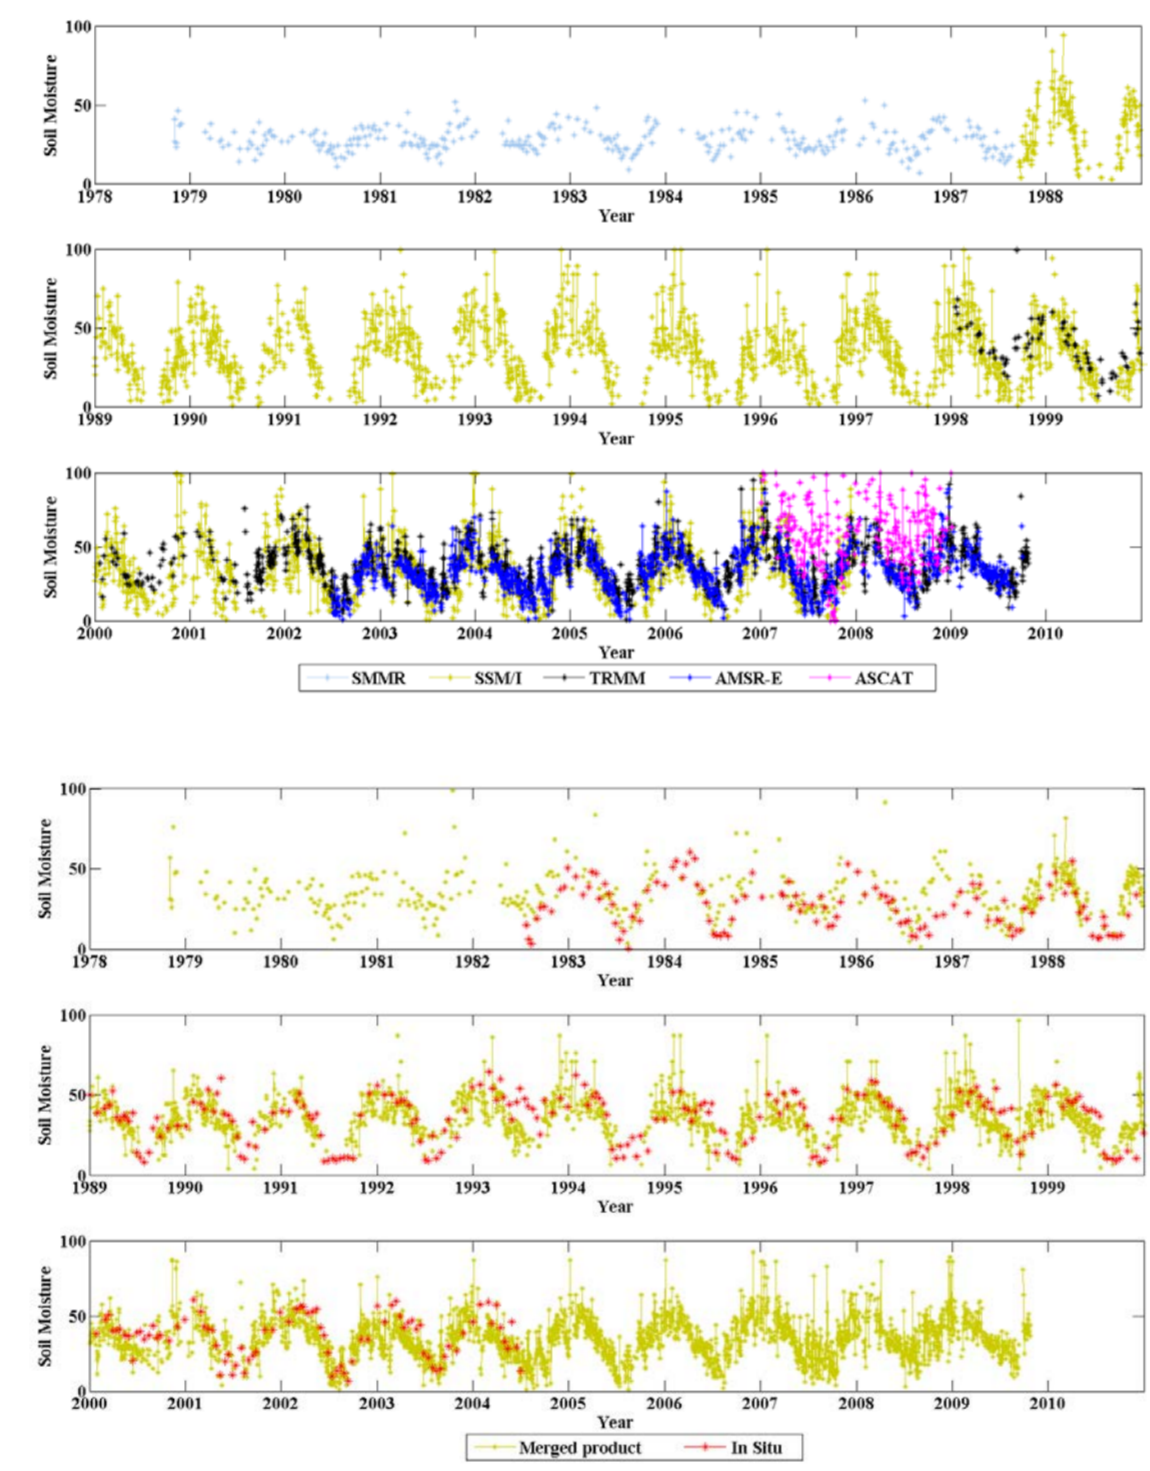 100
50
0
Soil Moisture
1978 1979 1980 1981 1982 1983 1984 1985 1986 1987 1988
Year
100
50
0
Soil Moisture
1989 1990 1991 1992 1993 1994 1995 1996 1997 1998 1999
Year
100
50
0
Soil Moisture
2000 2001 2002 2003 2004 2005 2006 2007 2008 2009 2010
Year
SMMR SSM/I TRMM AMSR-E ASCAT
100
50
0
Soil Moisture
1978 1979 1980 1981 1982 1983 1984 1985 1986 1987 1988
Year
100
50
0
Soil Moisture
1989 1990 1991 1992 1993 1994 1995 1996 1997 1998 1999
Year
100
50
0
Soil Moisture
2000 2001 2002 2003 2004 2005 2006 2007 2008 2009 2010
Year
Merged product In Situ